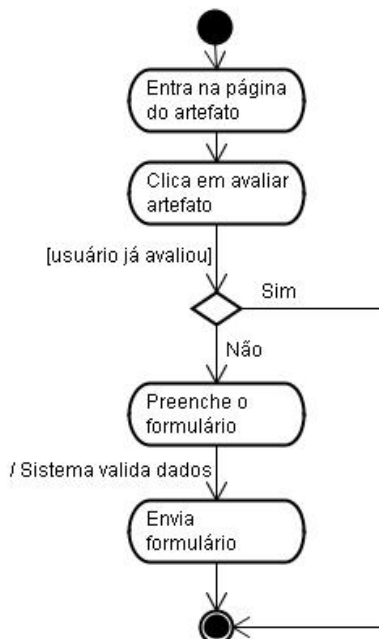 Entra na página
do artefato
Clica em avaliar
artefato
[usuário já avaliou]
Sim
Não
Preenche o
formulário
/ Sistema valida dados
Envia
formulário